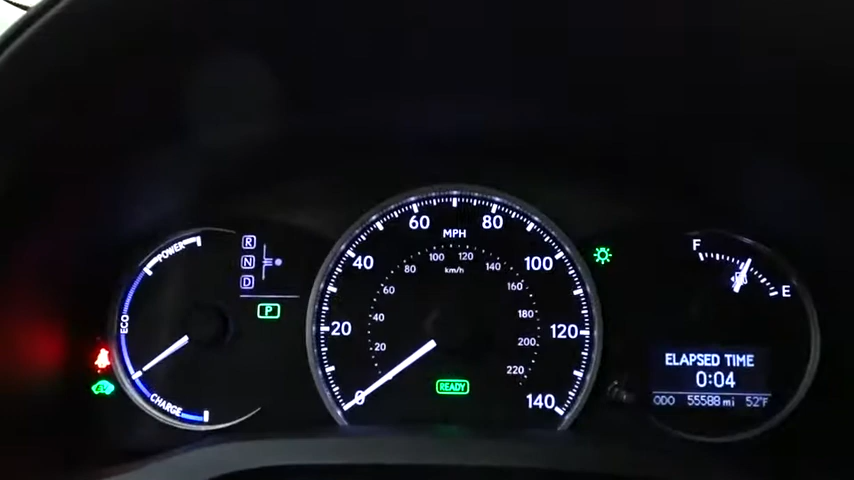 POWER
ECO
CHARGE
R
N
D
P
EV
MPH
0
20
40
60
80
100
120
140
km/h
20
40
60
80
100
120
140
160
180
200
220
READY
F
E
ELAPSED TIME
0:04
ODO 55588 mi 52°F